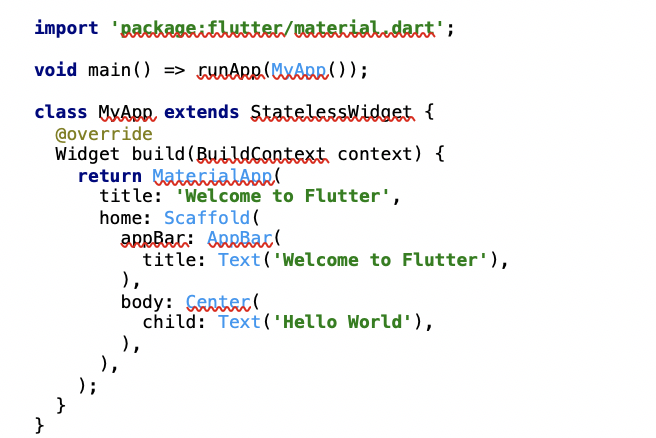 import 'package:flutter/material.dart';
void main() => runApp(MyApp());
class MyApp extends StatelessWidget {
@override
Widget build(BuildContext context) {
return MaterialApp(
title: 'Welcome to Flutter',
home: Scaffold(
appBar: AppBar(
title: Text('Welcome to Flutter'),
),
body: Center(
child: Text('Hello World'),
),
),
);
}
}